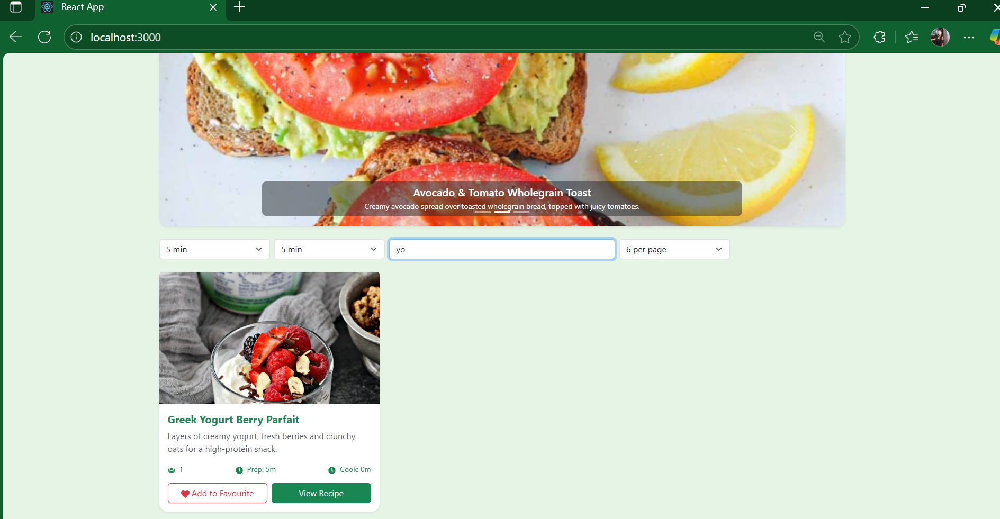 React App
localhost:3000
Avocado & Tomato Wholegrain Toast
Creamy avocado spread over toasted wholegrain bread, topped with juicy tomatoes.
5 min
5 min
yo
6 per page
Greek Yogurt Berry Parfait
Layers of creamy yogurt, fresh berries and crunchy
oats for a high-protein snack.
1
Prep: 5m
Cook: 0m
Add to Favourite
View Recipe